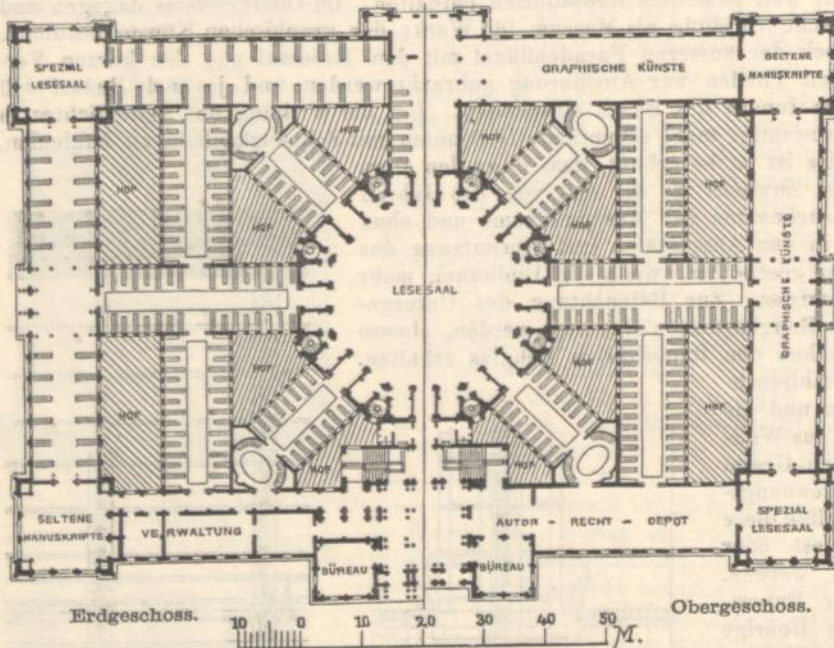 SPEZIAL
LESESAAL
GRAPHISCHE KÜNSTE
SELTENE
MANUSKRIPTE
HOF
HOF
HOF
HOF
HOF
HOF
GRAPHISCHE KÜNSTE
LESESAAL
HOF
HOF
HOF
HOF
HOF
HOF
SELTENE
MANUSKRIPTE
VERWALTUNG
BÜREAU
AUTOR-RECHT-DEPOT
BÜREAU
SPEZIAL
LESESAAL
Erdgeschoss.
Obergeschoss.
10 0 10 20 30 40 50 M.